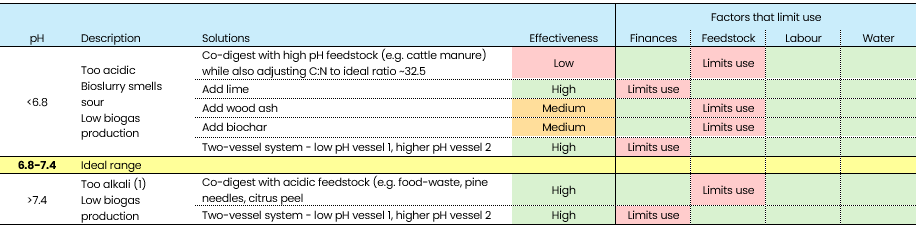 Factors that limit use
pH Description Solutions Effectiveness Finances Feedstock Labour Water
<6.8
Too acidic
Bioslurry smells
sour
Low biogas
production
Co-digest with high pH feedstock (e.g. cattle manure)
while also adjusting C:N to ideal ratio ~32.5
Low Limits use
Add lime High Limits use
Add wood ash Medium Limits use
Add biochar Medium Limits use
Two-vessel system - low pH vessel 1, higher pH vessel 2 High Limits use
6.8-7.4 Ideal range
>7.4
Too alkali (1)
Low biogas
production
Co-digest with acidic feedstock (e.g. food-waste, pine
needles, citrus peel
High Limits use
Two-vessel system - low pH vessel 1, higher pH vessel 2 High Limits use